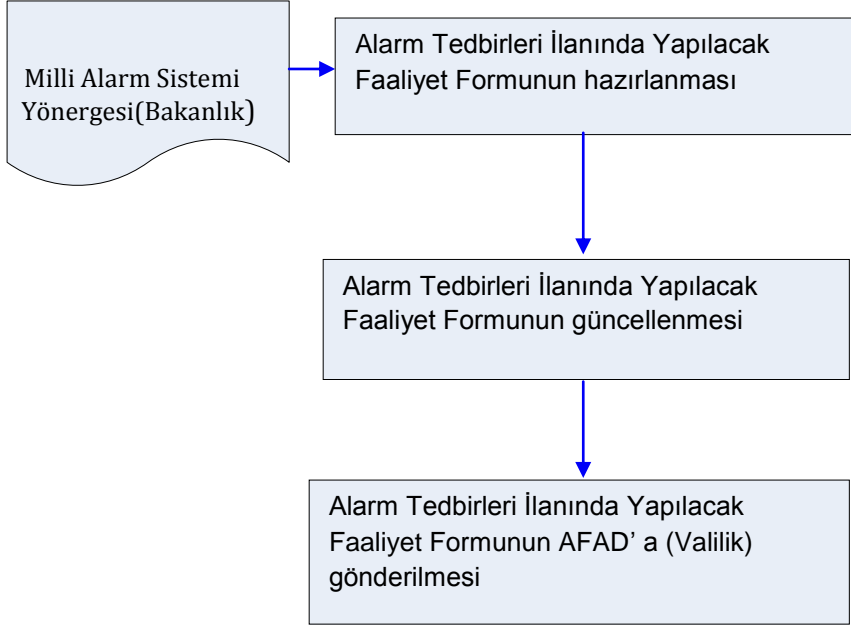 Milli Alarm Sistemi
Yönergesi(Bakanlık)
Alarm Tedbirleri İlanında Yapılacak
Faaliyet Formunun hazırlanması
Alarm Tedbirleri İlanında Yapılacak
Faaliyet Formunun güncellenmesi
Alarm Tedbirleri İlanında Yapılacak
Faaliyet Formunun AFAD’ a (Valilik)
gönderilmesi